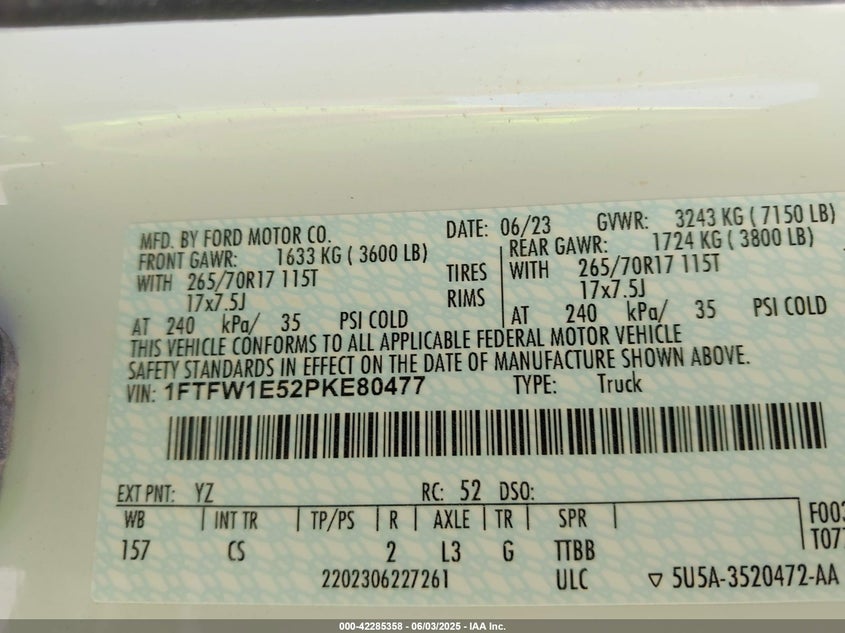 MFD. BY FORD MOTOR CO. DATE: 06/23 GVWR: 3243 KG ( 7150 LB)
FRONT GAWR: 1633 KG ( 3600 LB) REAR GAWR: 1724 KG ( 3800 LB)
WITH 265/70R17 115T TIRES WITH 265/70R17 115T
17x7.5J RIMS 17x7.5J
AT 240 kPa/ 35 PSI COLD AT 240 kPa/ 35 PSI COLD
THIS VEHICLE CONFORMS TO ALL APPLICABLE FEDERAL MOTOR VEHICLE
SAFETY STANDARDS IN EFFECT ON THE DATE OF MANUFACTURE SHOWN ABOVE.
VIN: 1FTFW1E52PKE80477 TYPE: Truck
EXT PNT: YZ RC: 52 DSO:
WB INT TR TP/PS R AXLE TR SPR F003
157 CS 2 L3 G TTBB T07
2202306227261 ULC ▽ 5U5A-3520472-AA
000-42285358 - 06/03/2025 - IAA Inc.